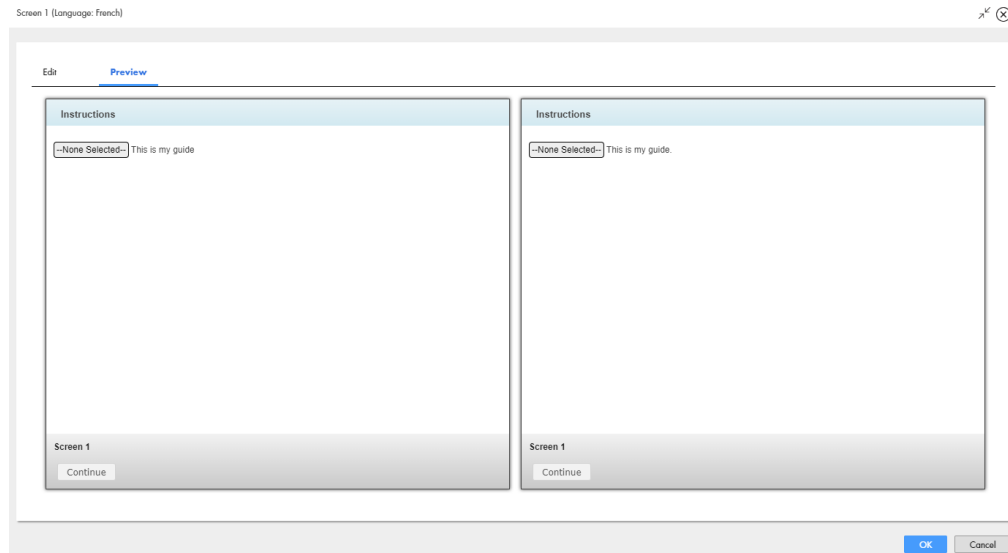 Screen 1 (Language: French)
Edit Preview
Instructions
--None Selected-- This is my guide
Screen 1
Continue
Instructions
--None Selected-- This is my guide.
Screen 1
Continue
OK Cancel